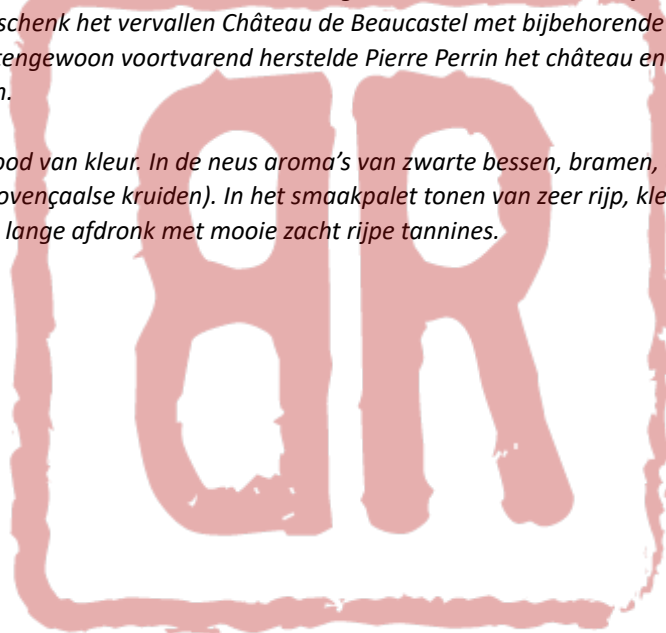 schenk het vervallen Château de Beaucastel met bijbehorende
engewoon voortvarend herstelde Pierre Perrin het château en
n.
ood van kleur. In de neus aroma’s van zwarte bessen, bramen,
ovençaalse kruiden). In het smaakpalet tonen van zeer rijp, kle
lange afdronk met mooie zacht rijpe tannines.
BR